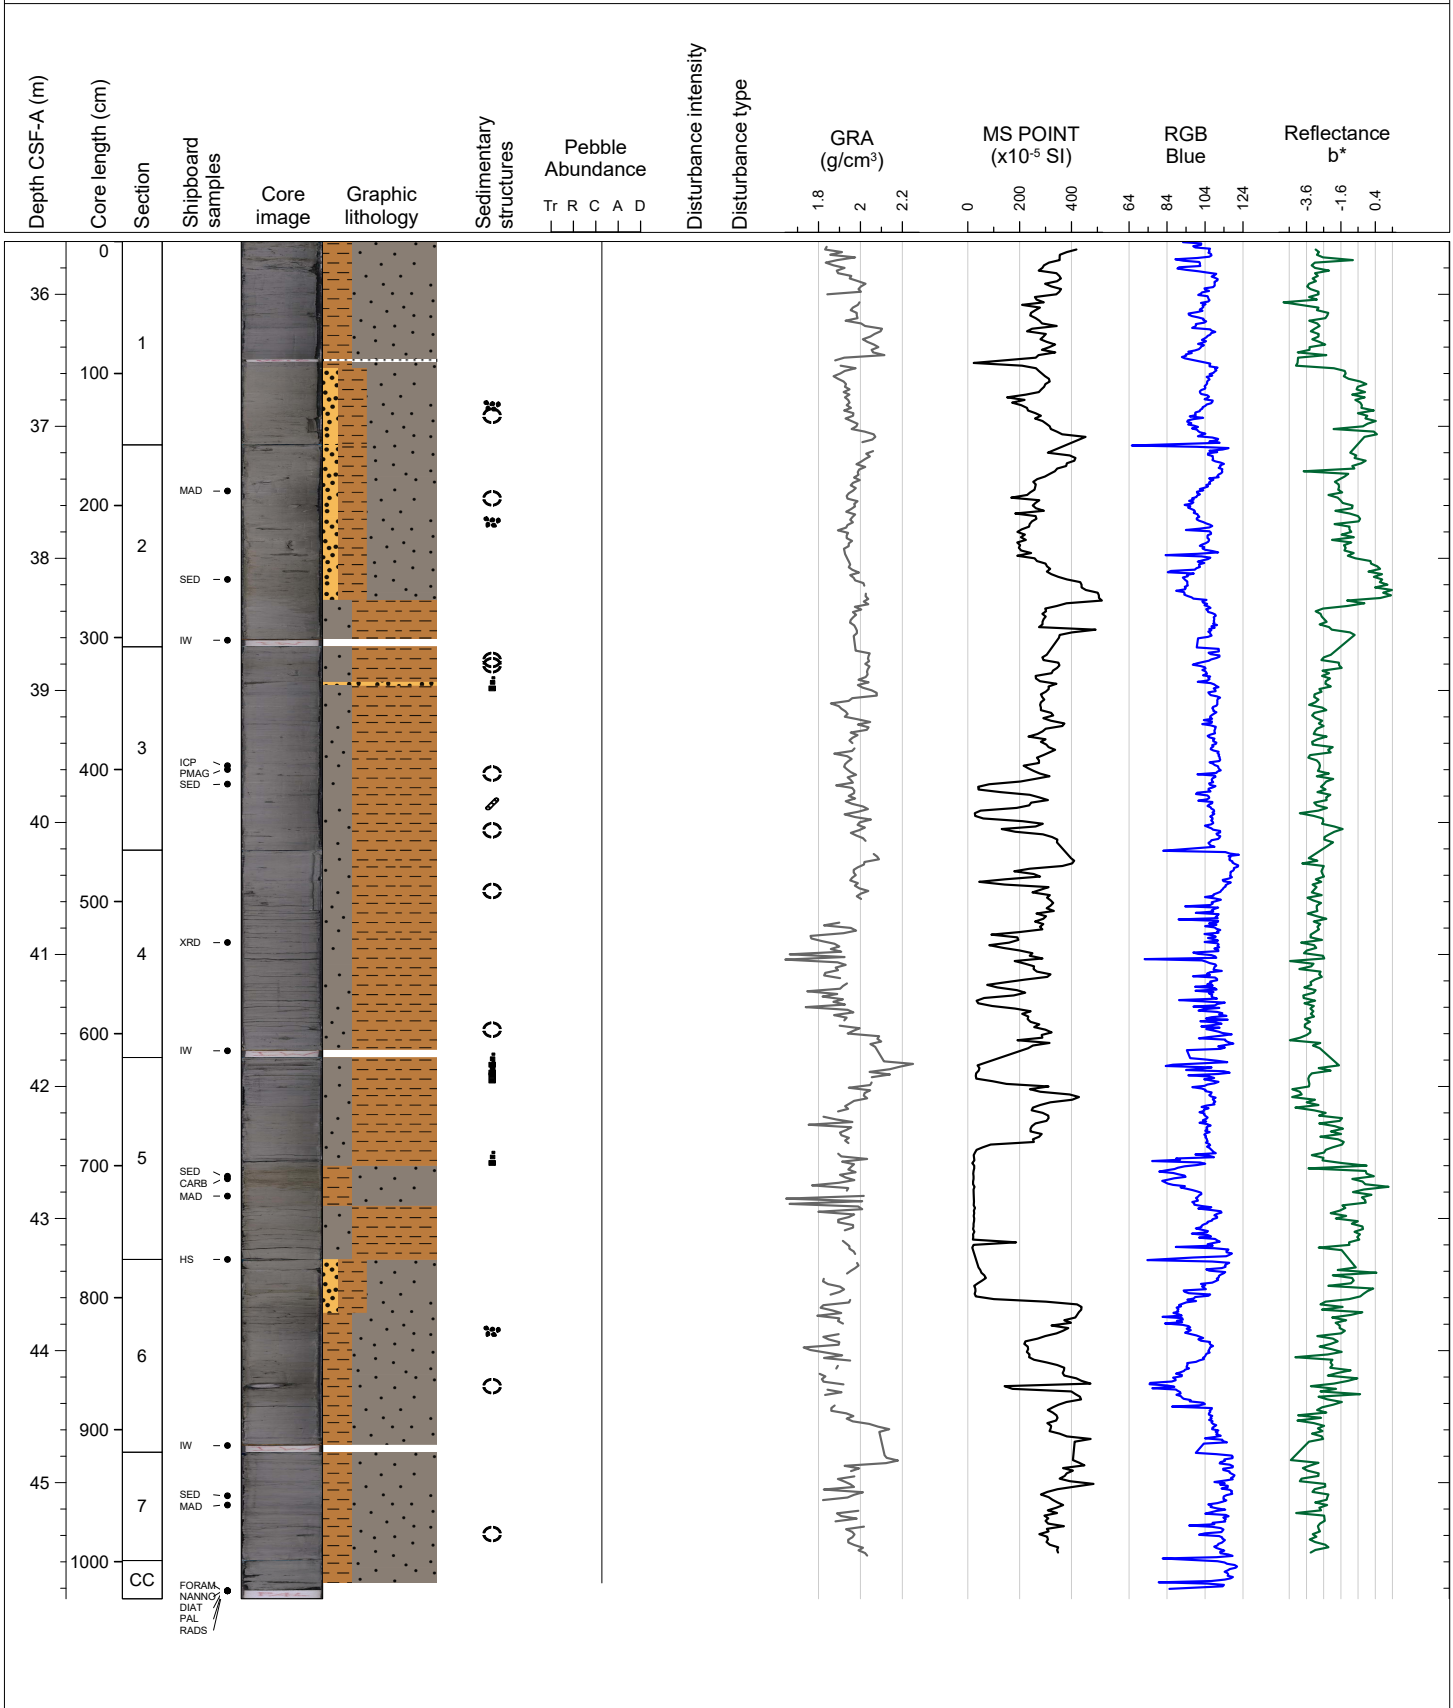 Depth CSF-A (m)
Core length (cm)
Section
Shipboard
samples
Core
image
Graphic
lithology
Sedimentary
structures
Pebble
Abundance
Tr R C A D
Disturbance intensity
Disturbance type
GRA
(g/cm³)
1.8 2 2.2
MS POINT
(x10⁻⁵ SI)
0 200 400
RGB
Blue
64 84 104 124
Reflectance
b*
-3.6 -1.6 0.4
0
36
1
100
37
MAD
200
2
38
SED
300
IW
39
3
ICP
400
PMAG
SED
40
500
XRD
4
41
600
IW
42
5
700
SED
CARB
MAD
43
HS
800
44
6
900
IW
45
SED
7
MAD
1000
CC
FORAM
NANNO
DIAT
PAL
RADS